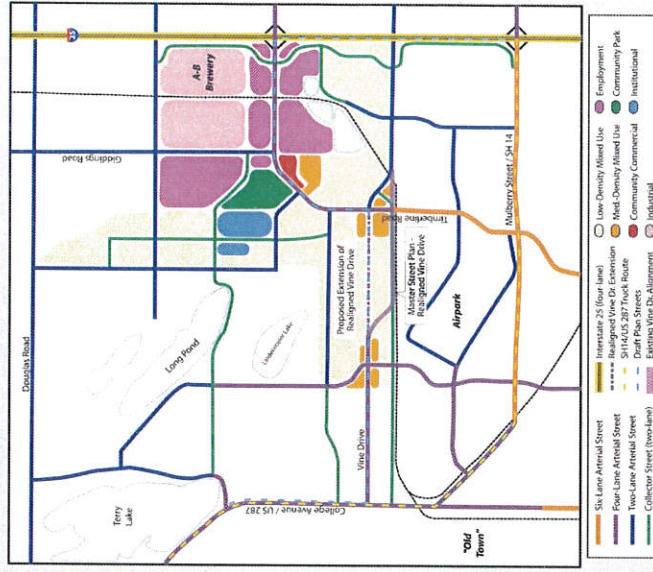 Douglas Road
25
A-B
Brewery
Giddings Road
Terry
Lake
Long Pond
Lindenmeier Lake
Proposed Extension of
Realigned Vine Drive
Timberline Road
Master Street Plan -
Realigned Vine Drive
Vine Drive
College Avenue / US 287
Airpark
Mulberry Street / SH 14
"Old
Town"
Six-Lane Arterial Street
Four-Lane Arterial Street
Two-Lane Arterial Street
Collector Street (two-lane)
Interstate 25 (four-lane)
Realigned Vine Dr. Extension
SH14/US 287 Truck Route
Draft Plan Streets
Existing Vine Dr. Alignment
Low-Density Mixed Use
Med.-Density Mixed Use
Community Commercial
Industrial
Employment
Community Park
Institutional